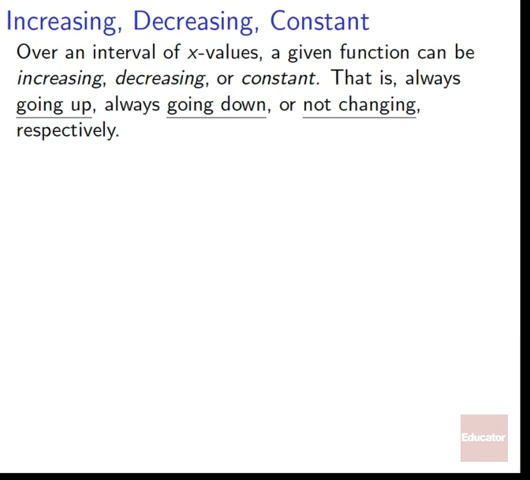 Increasing, Decreasing, Constant
Over an interval of x-values, a given function can be
increasing, decreasing, or constant. That is, always
going up, always going down, or not changing,
respectively.
Educator